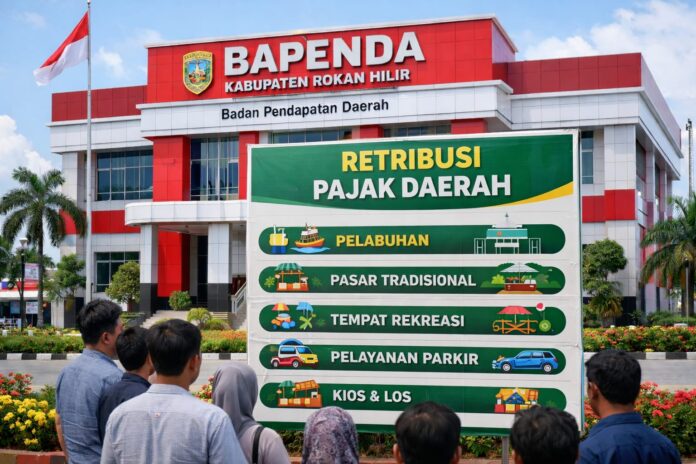 BAPENDA
KABUPATEN ROKAN HILIR
Badan Pendapatan Daerah
RETRIBUSI
PAJAK DAERAH
PELABUHAN
PASAR TRADISIONAL
TEMPAT REKREASI
PELAYANAN PARKIR
KIOS & LOS